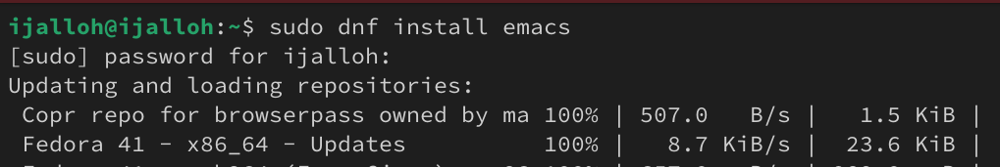 ijalloh@ijalloh:~$ sudo dnf install emacs
[sudo] password for ijalloh:
Updating and loading repositories:
Copr repo for browserpass owned by ma 100% | 507.0 B/s | 1.5 KiB |
Fedora 41 - x86_64 - Updates 100% | 8.7 KiB/s | 23.6 KiB |